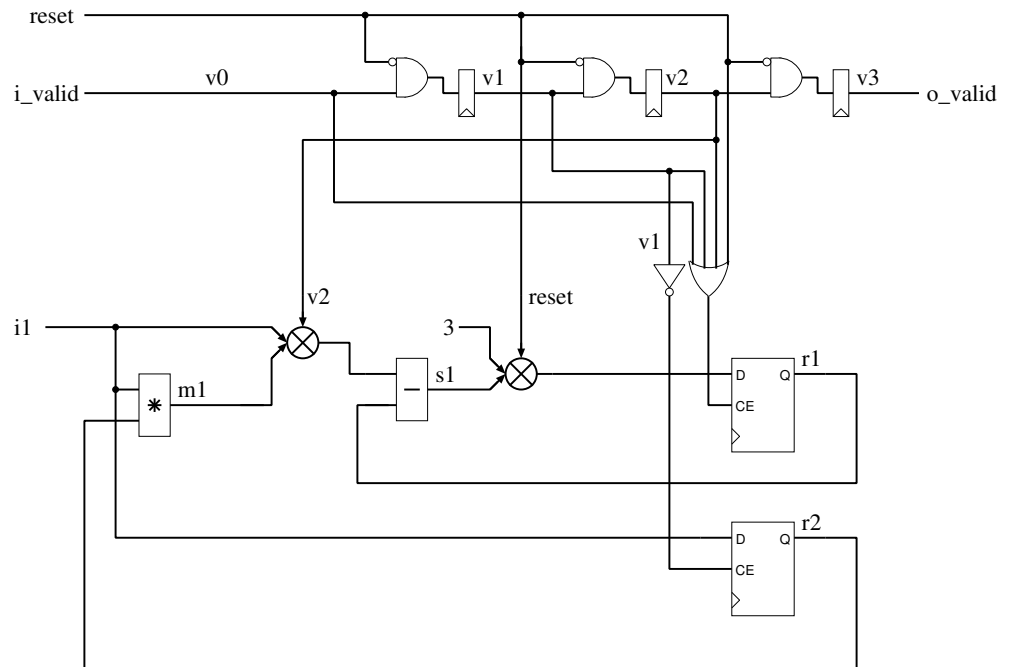 reset
v0
v1
v2
v3
i_valid
o_valid
v1
v2
reset
i1
3
r1
s1
m1
*
−
D
Q
CE
r2
D
Q
CE